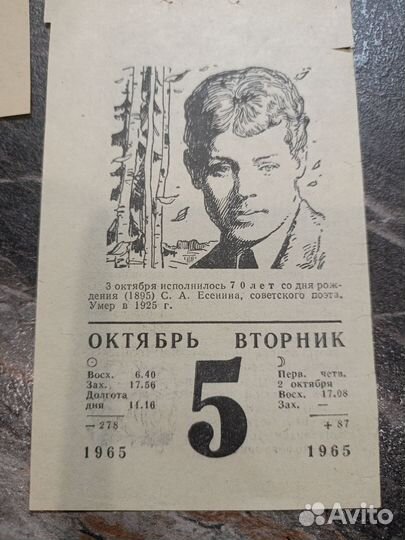 3 октября исполнилось 70 лет со дня рож-
дения (1895) С. А. Есенина, советского поэта.
Умер в 1925 г.
ОКТЯБРЬ ВТОРНИК
Восх. 6.40
Зах. 17.56
Долгота
дня 11.16
— 278
1965
5
Перв. четв.
2 октября
Восх. 17.08
Зах. —
+ 87
1965
Avito